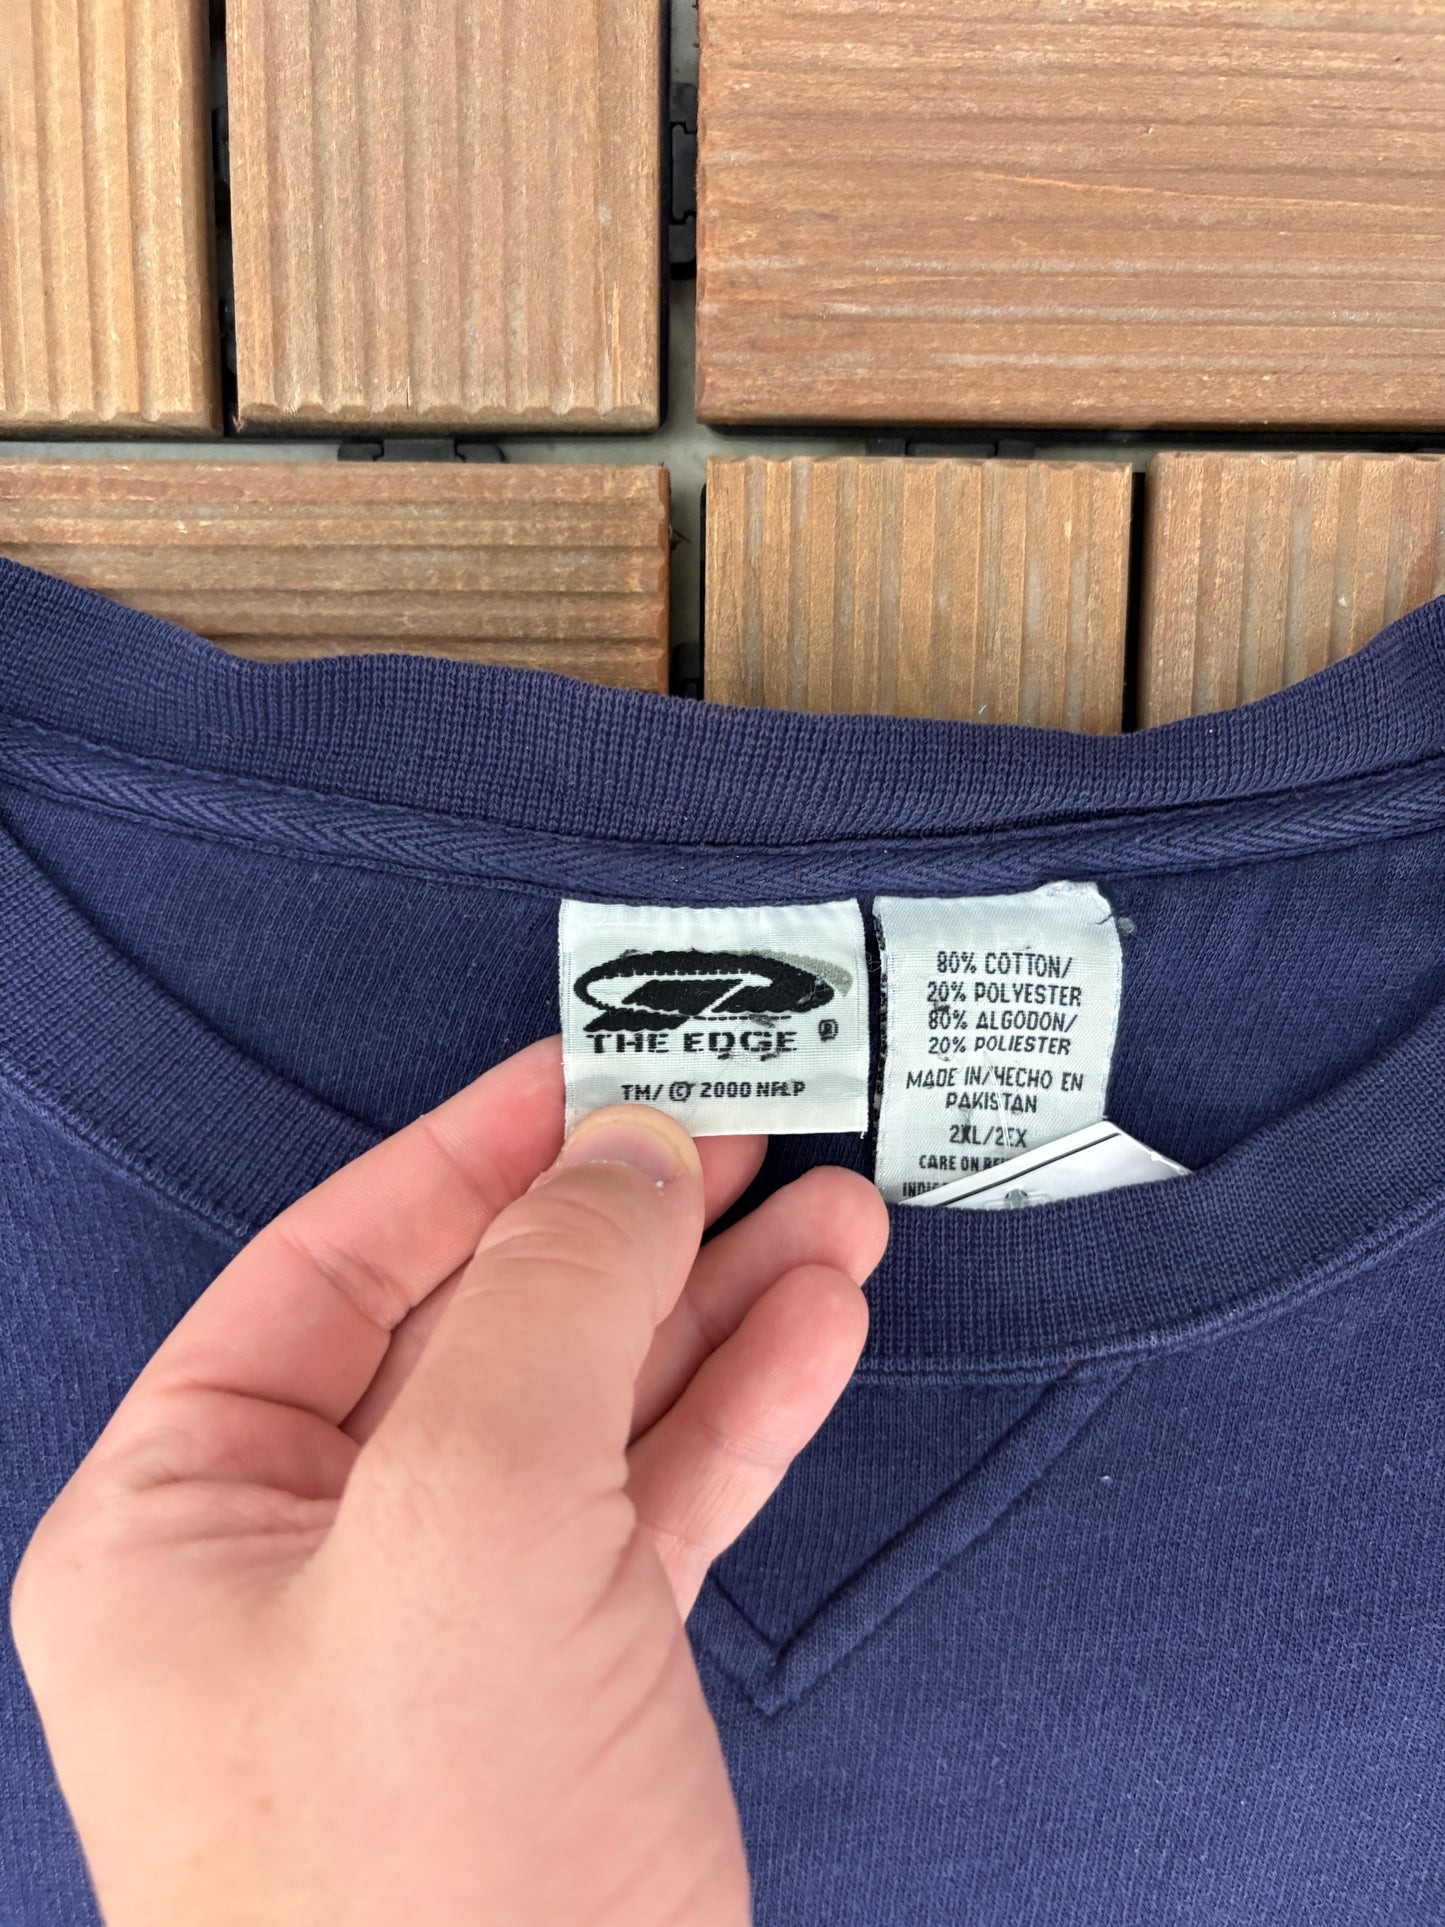 THE EDGE ®
TM/ © 2000 NFLP
80% COTTON/
20% POLYESTER
80% ALGODON/
20% POLIESTER
MADE IN/HECHO EN
PAKISTAN
2XL/2EX
CARE ON